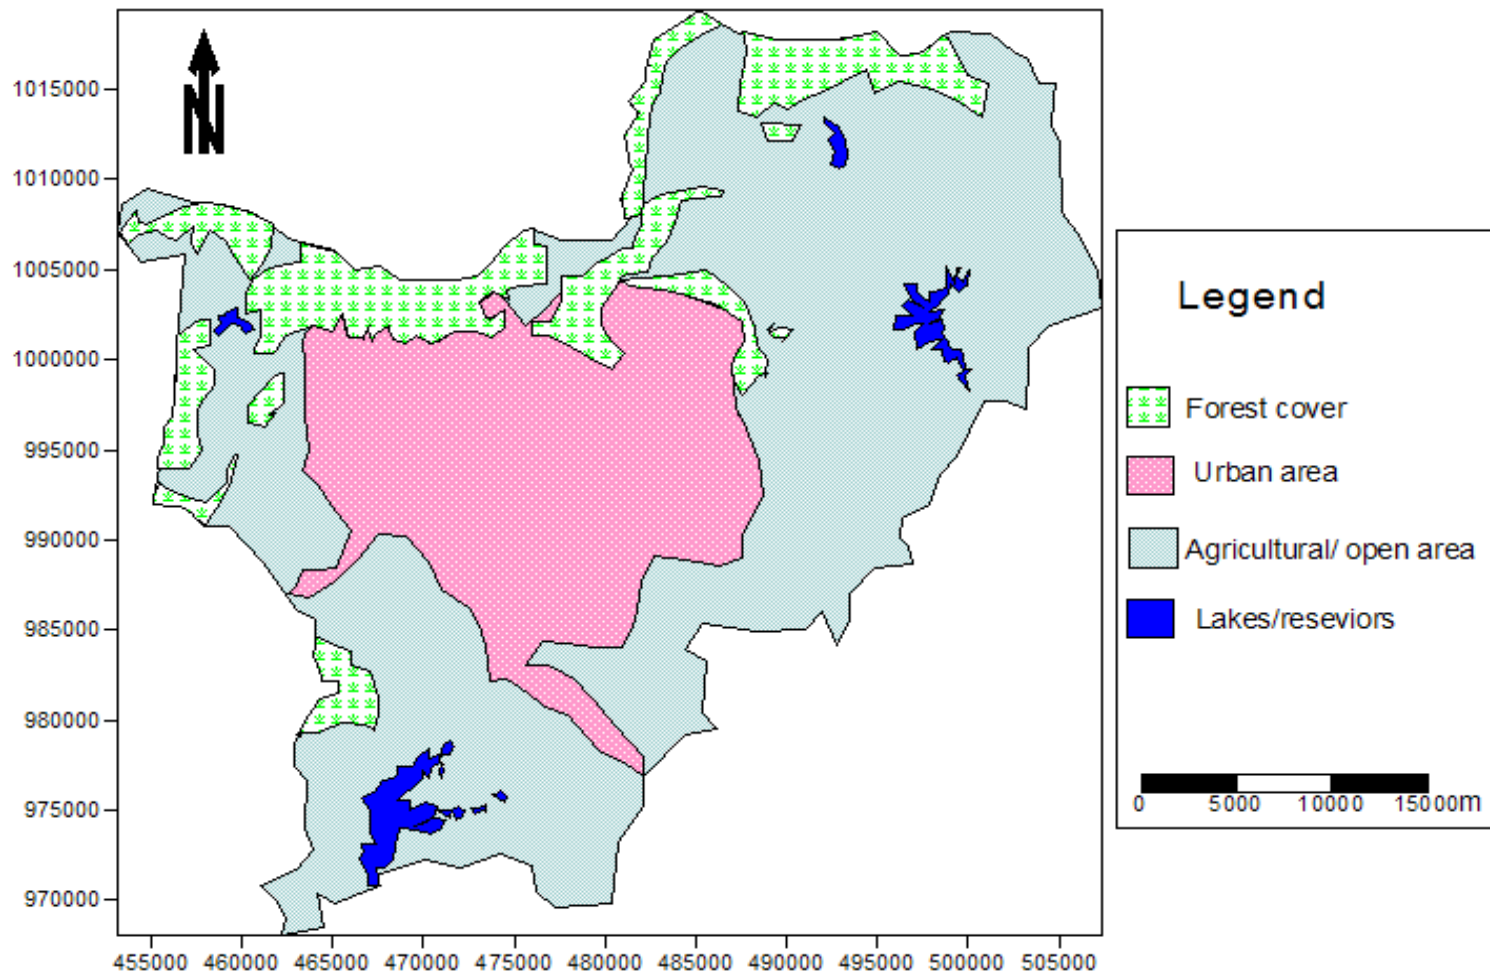 N
1015000
1010000
1005000
1000000
995000
990000
985000
980000
975000
970000
455000 460000 465000 470000 475000 480000 485000 490000 495000 500000 505000
Legend
Forest cover
Urban area
Agricultural/ open area
Lakes/reseviors
0 5000 10000 15000m